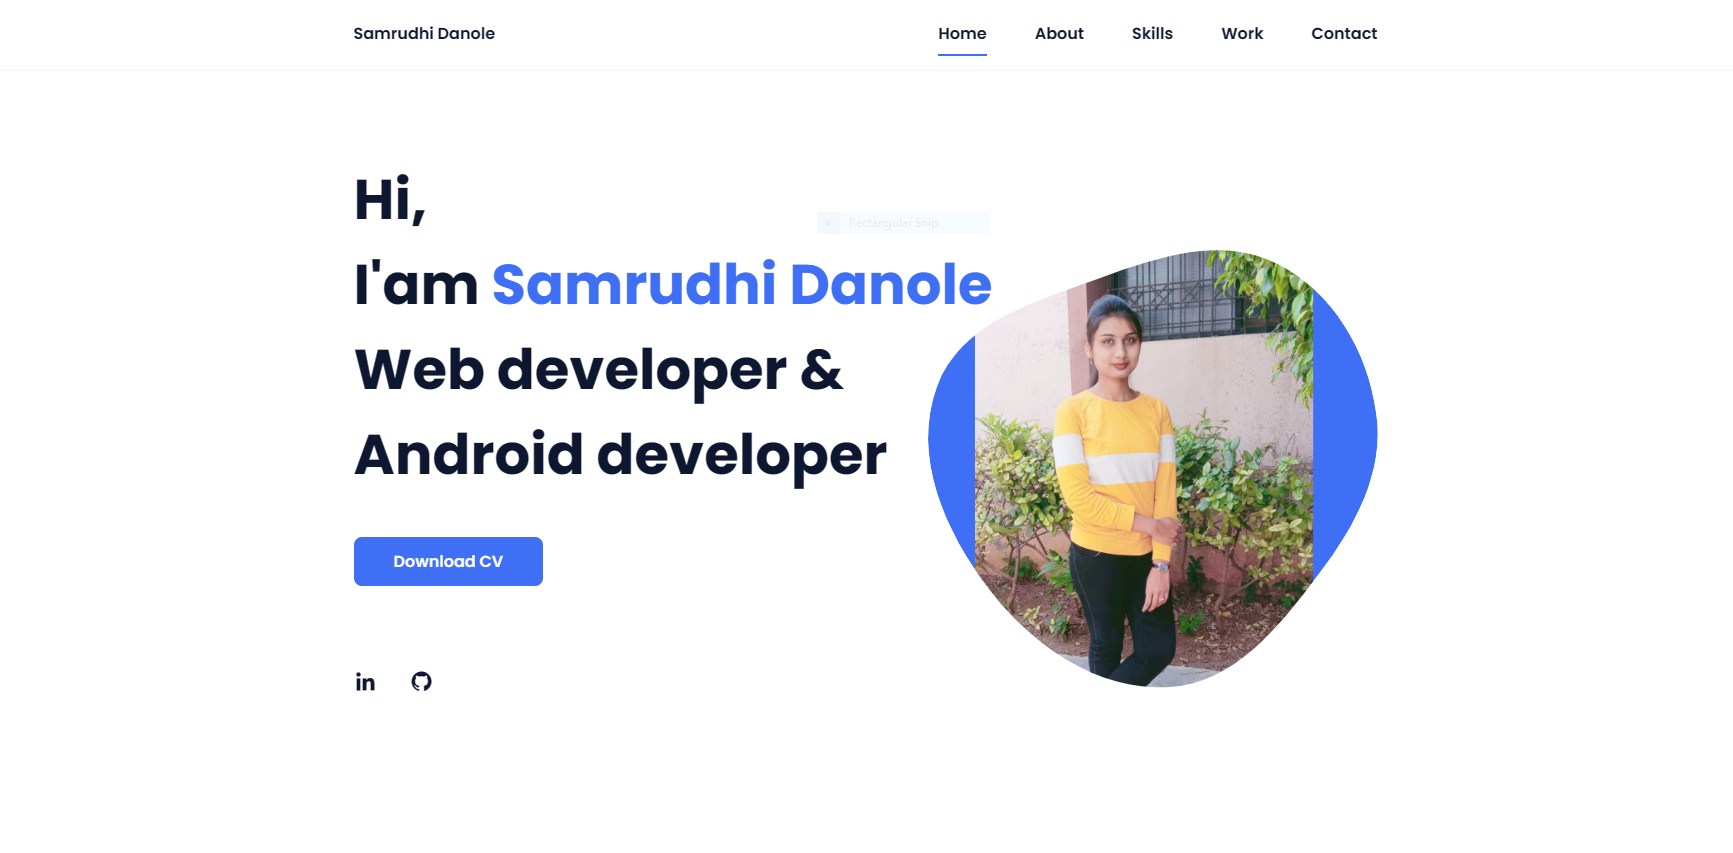 Samrudhi Danole
Home About Skills Work Contact
Hi,
Rectangular Snip
I'am Samrudhi Danole
Web developer &
Android developer
Download CV
in